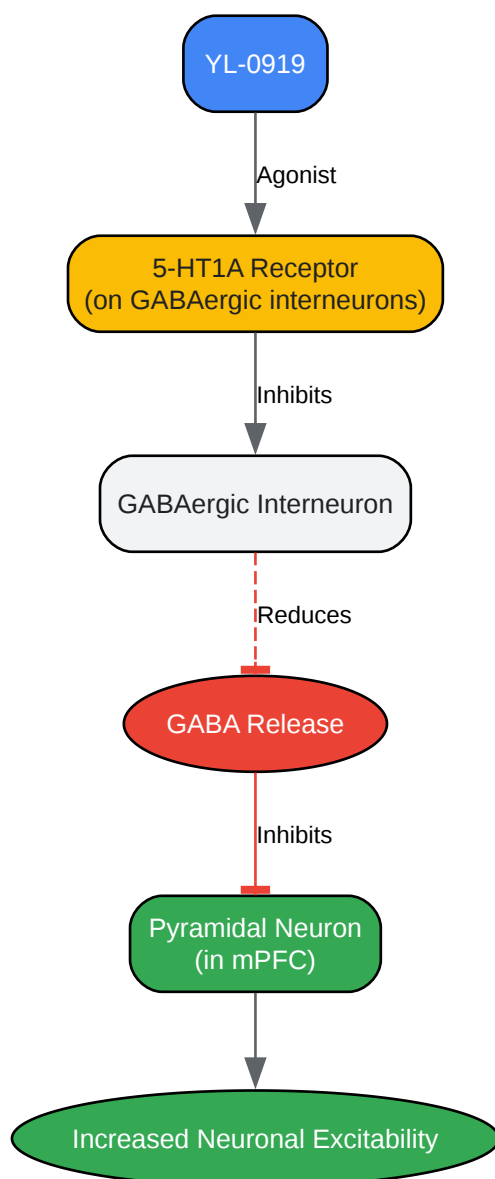 YL-0919
Agonist
5-HT1A Receptor
(on GABAergic interneurons)
Inhibits
GABAergic Interneuron
Reduces
GABA Release
Inhibits
Pyramidal Neuron
(in mPFC)
Increased Neuronal Excitability